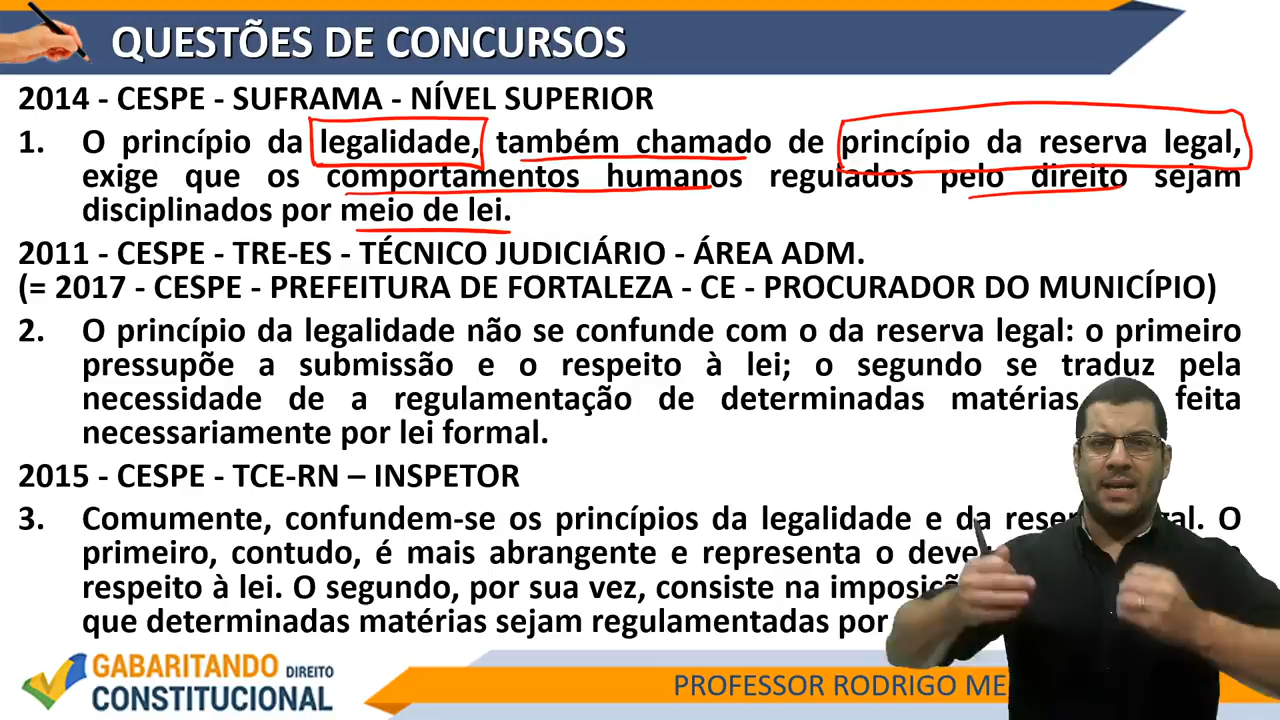 QUESTÕES DE CONCURSOS
2014 - CESPE - SUFRAMA - NÍVEL SUPERIOR
1. O princípio da legalidade, também chamado de princípio da reserva legal,
exige que os comportamentos humanos regulados pelo direito sejam
disciplinados por meio de lei.
2011 - CESPE - TRE-ES - TÉCNICO JUDICIÁRIO - ÁREA ADM.
(= 2017 - CESPE - PREFEITURA DE FORTALEZA - CE - PROCURADOR DO MUNICÍPIO)
2. O princípio da legalidade não se confunde com o da reserva legal: o primeiro
pressupõe a submissão e o respeito à lei; o segundo se traduz pela
necessidade de a regulamentação de determinadas matérias feita
necessariamente por lei formal.
2015 - CESPE - TCE-RN – INSPETOR
3. Comumente, confundem-se os princípios da legalidade e da O
primeiro, contudo, é mais abrangente e representa o
respeito à lei. O segundo, por sua vez, consiste na
que determinadas matérias sejam regulamentadas por
GABARITANDO DIREITO
CONSTITUCIONAL
PROFESSOR RODRIGO